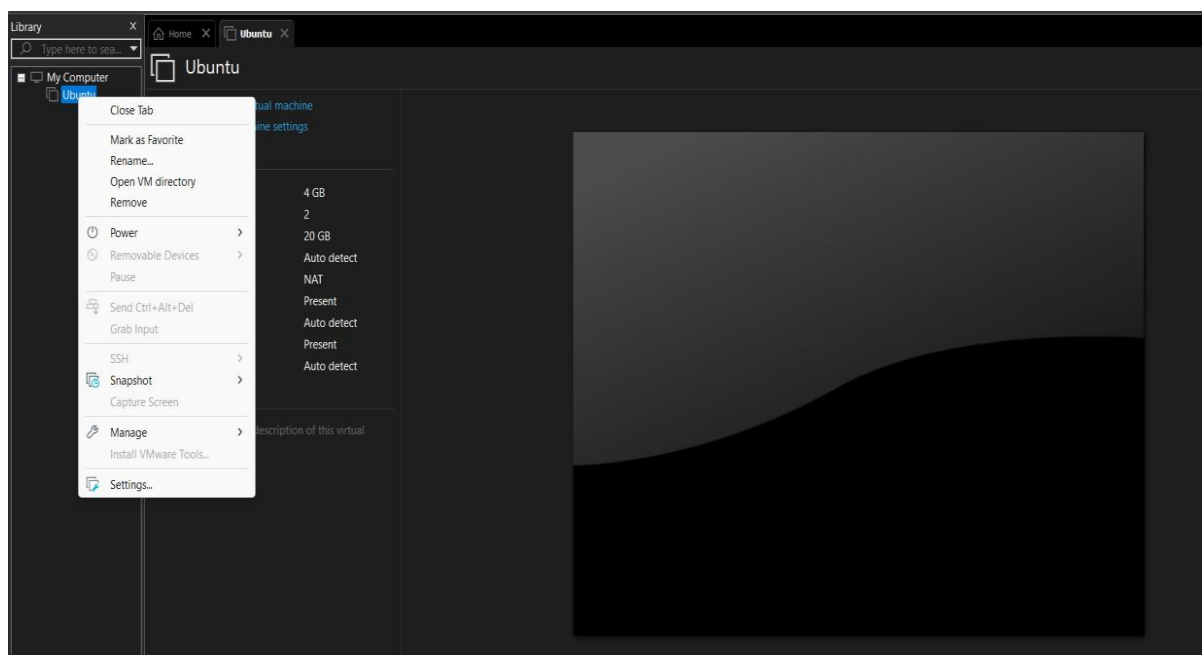 Library X
Type here to sea...
My Computer
Ubuntu
Home X
Ubuntu X
Ubuntu
Close Tab
Mark as Favorite
Rename...
Open VM directory
Remove
Power >
Removable Devices >
Pause
Send Ctrl+Alt+Del
Grab Input
SSH >
Snapshot >
Capture Screen
Manage >
Install VMware Tools...
Settings...
machine
settings
4 GB
2
20 GB
Auto detect
NAT
Present
Auto detect
Present
Auto detect
description of this virtual